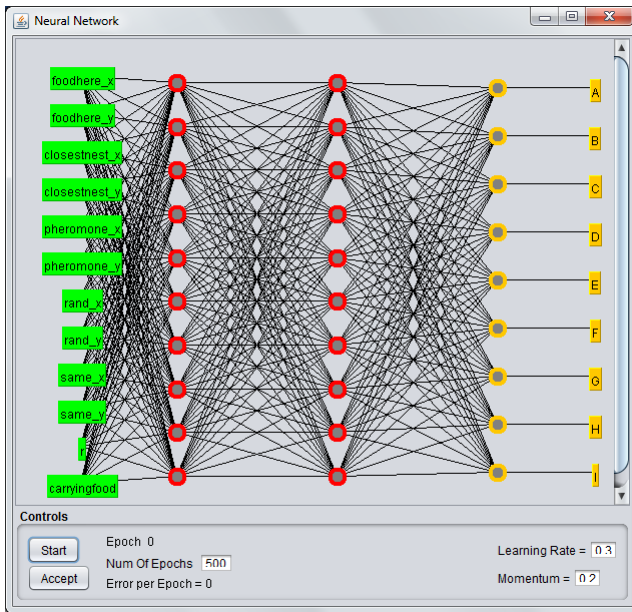 Neural Network
foodhere_x
foodhere_y
closestnest_x
closestnest_y
pheromone_x
pheromone_y
rand_x
rand_y
same_x
same_y
r
carryingfood
A
B
C
D
E
F
G
H
I
Controls
Start
Accept
Epoch 0
Num Of Epochs 500
Error per Epoch = 0
Learning Rate = 0.3
Momentum = 0.2